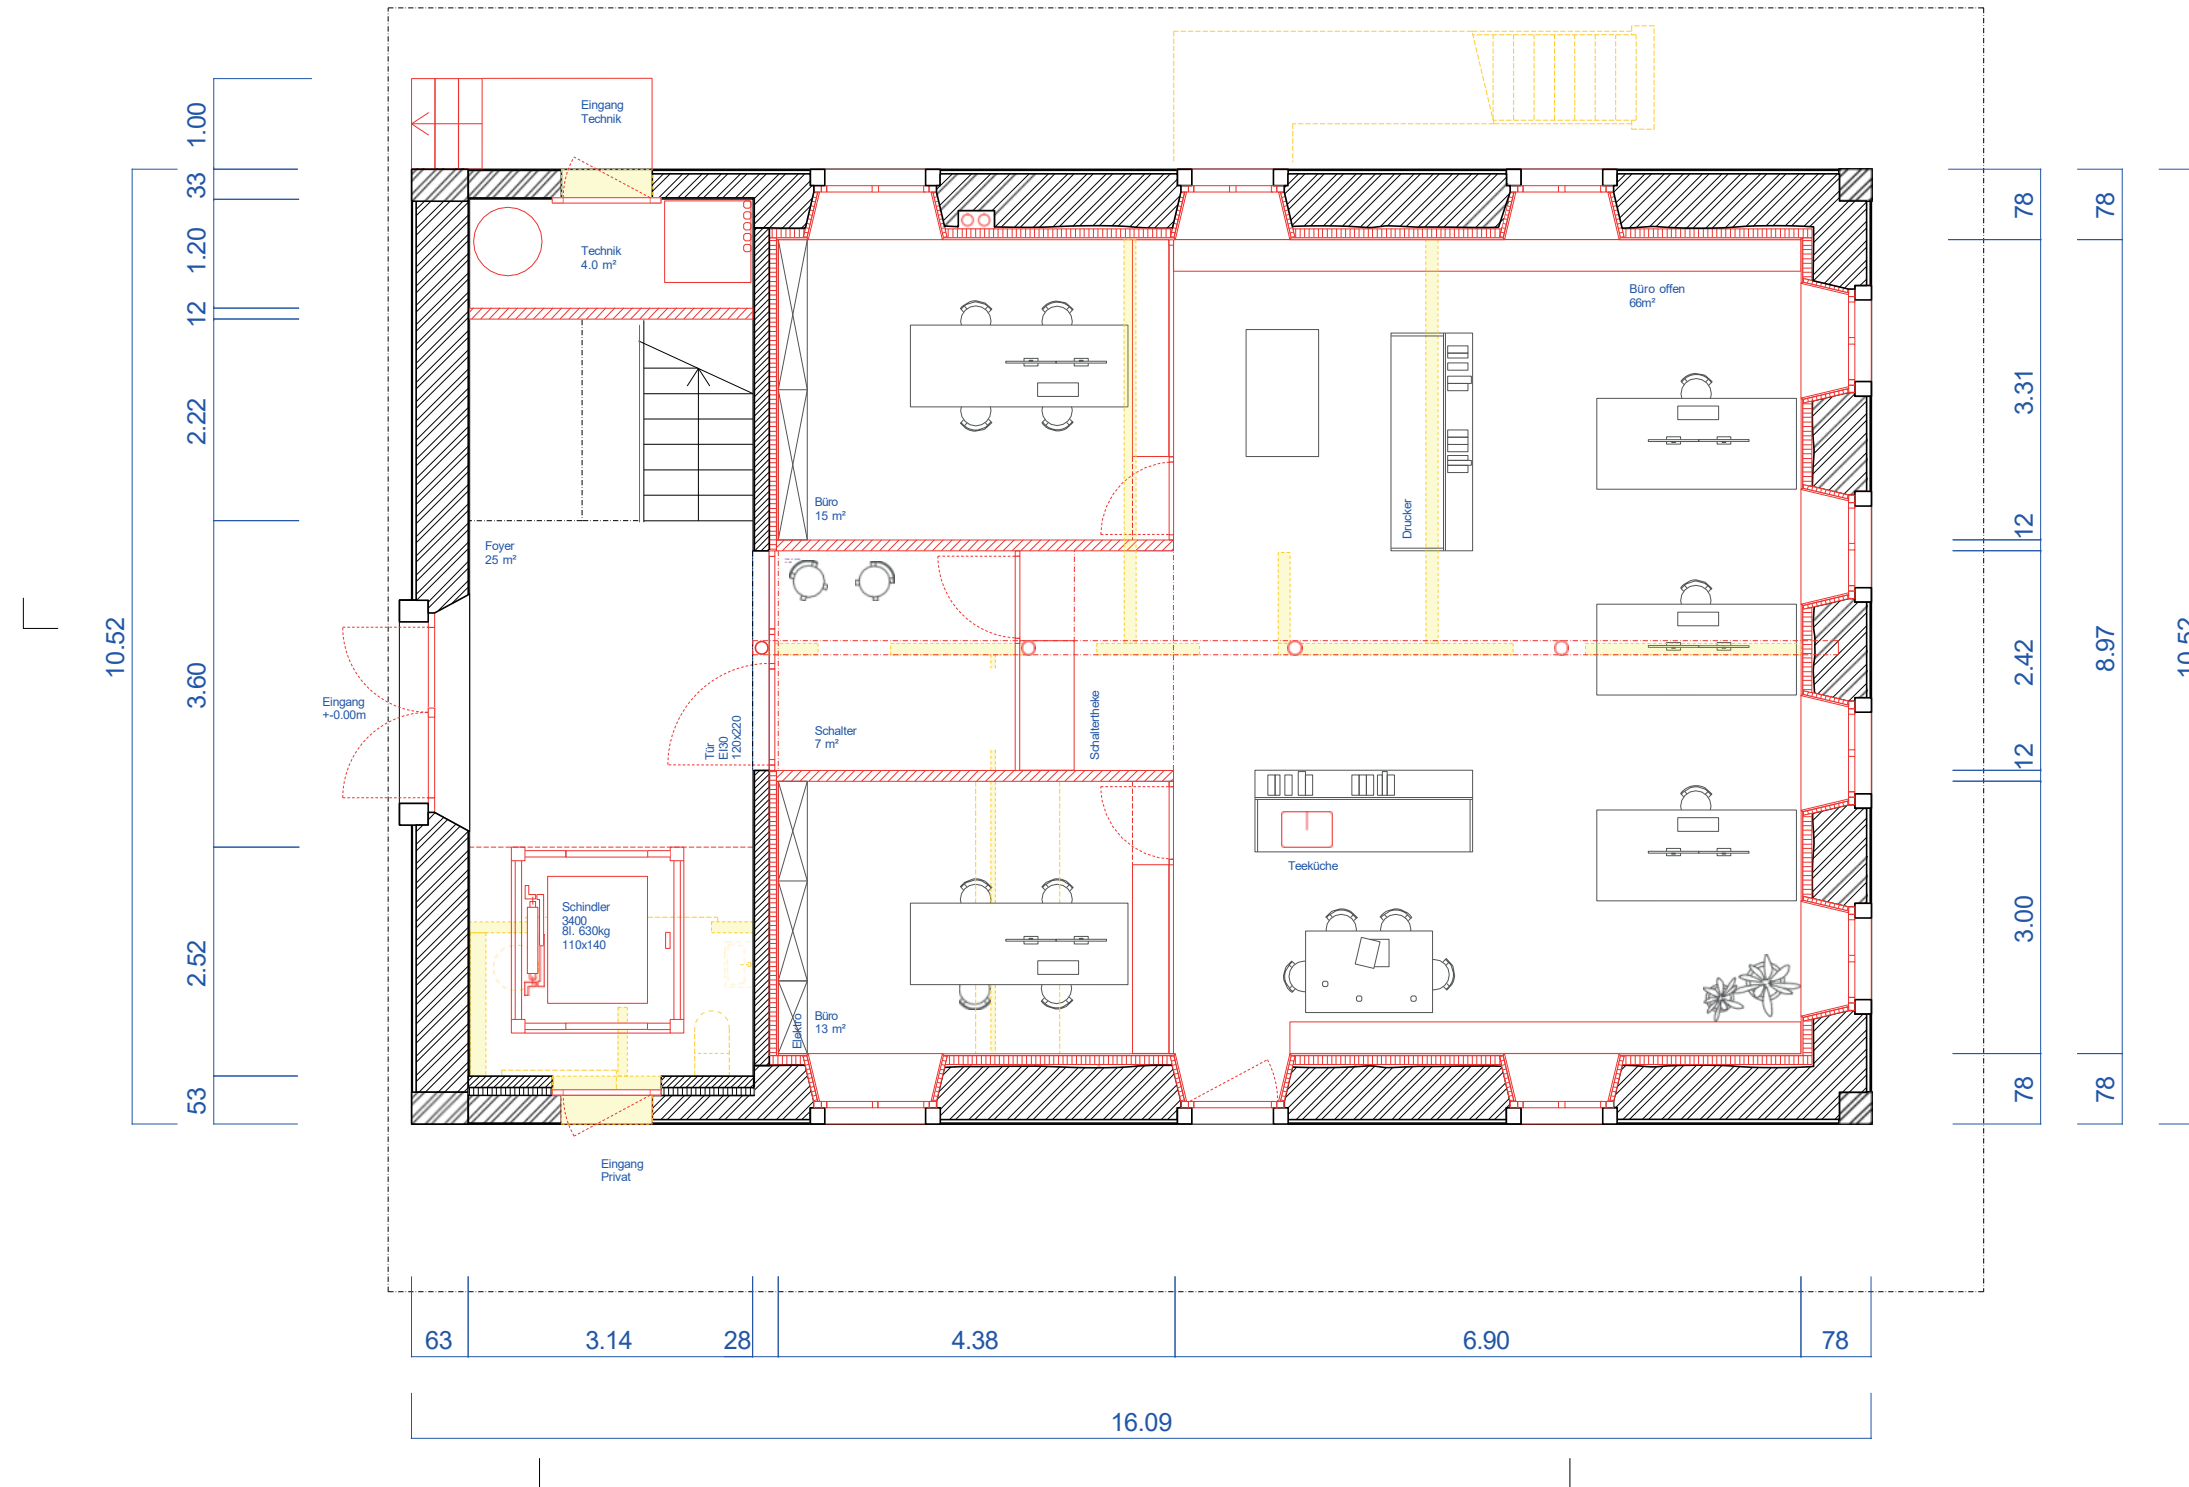 Eingang
Technik
1.00
33
1.20
12
2.22
3.60
2.52
53
10.52
Technik
4.0 m²
Büro offen
66m²
78
78
3.31
12
2.42
12
3.00
78
8.97
78
10.52
Büro
15 m²
Drucker
Foyer
25 m²
Eingang
+-0.00m
Tür
EI30
120x220
Schalter
7 m²
Schaltertheke
Teeküche
Schindler
3400
8l. 630kg
110x140
Elektro
Büro
13 m²
Eingang
Privat
63
3.14
28
4.38
6.90
78
16.09